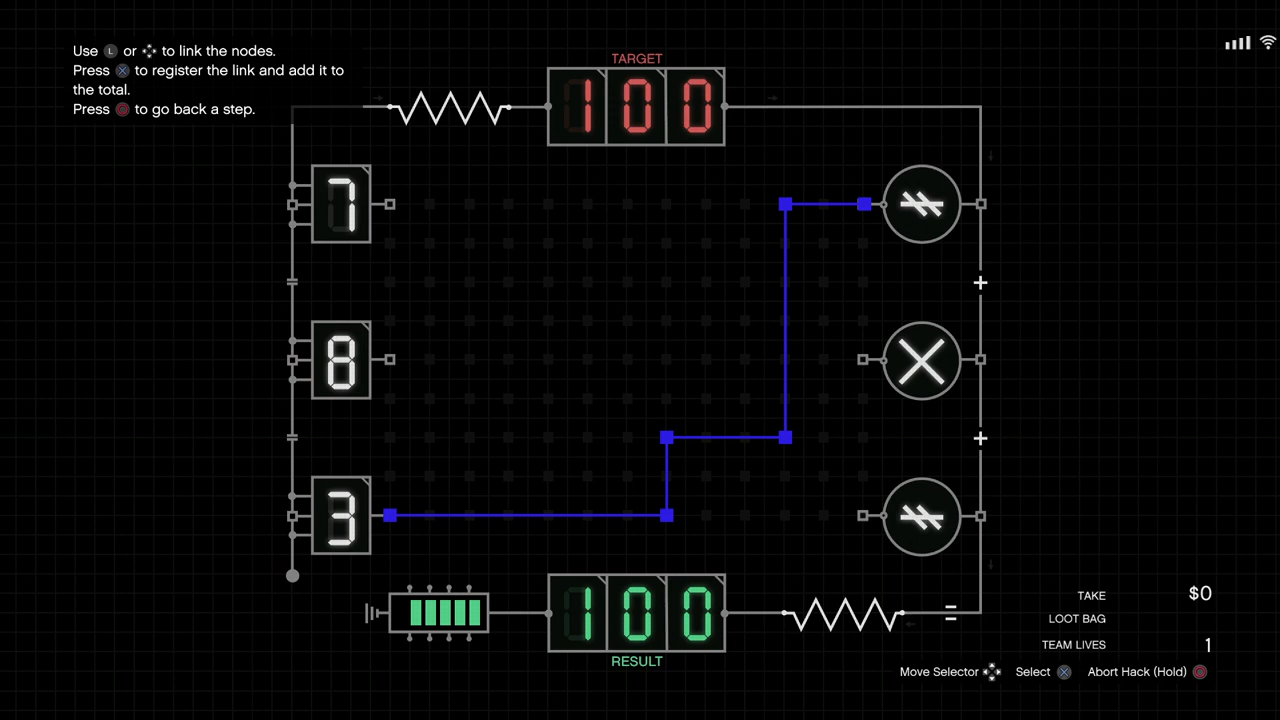 Use L or to link the nodes.
Press to register the link and add it to
the total.
Press to go back a step.
TARGET
100
7
8
+
3
+
100
=
RESULT
TAKE $0
LOOT BAG
TEAM LIVES 1
Move Selector Select Abort Hack (Hold)